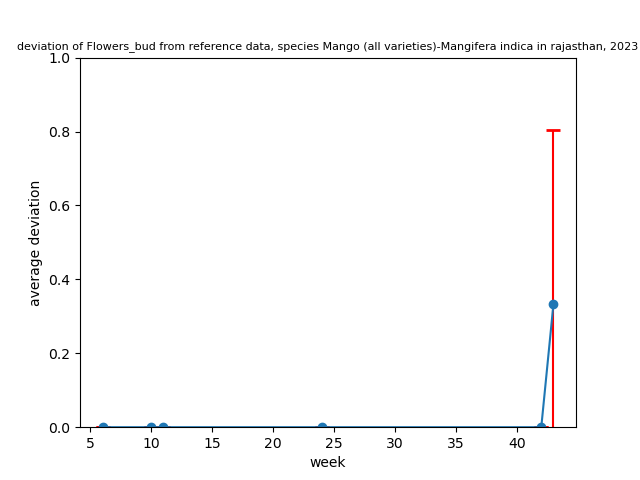 deviation of Flowers_bud from reference data, species Mango (all varieties)-Mangifera indica in rajasthan, 2023
1.0
0.8
0.6
0.4
0.2
0.0
average deviation
5 10 15 20 25 30 35 40
week